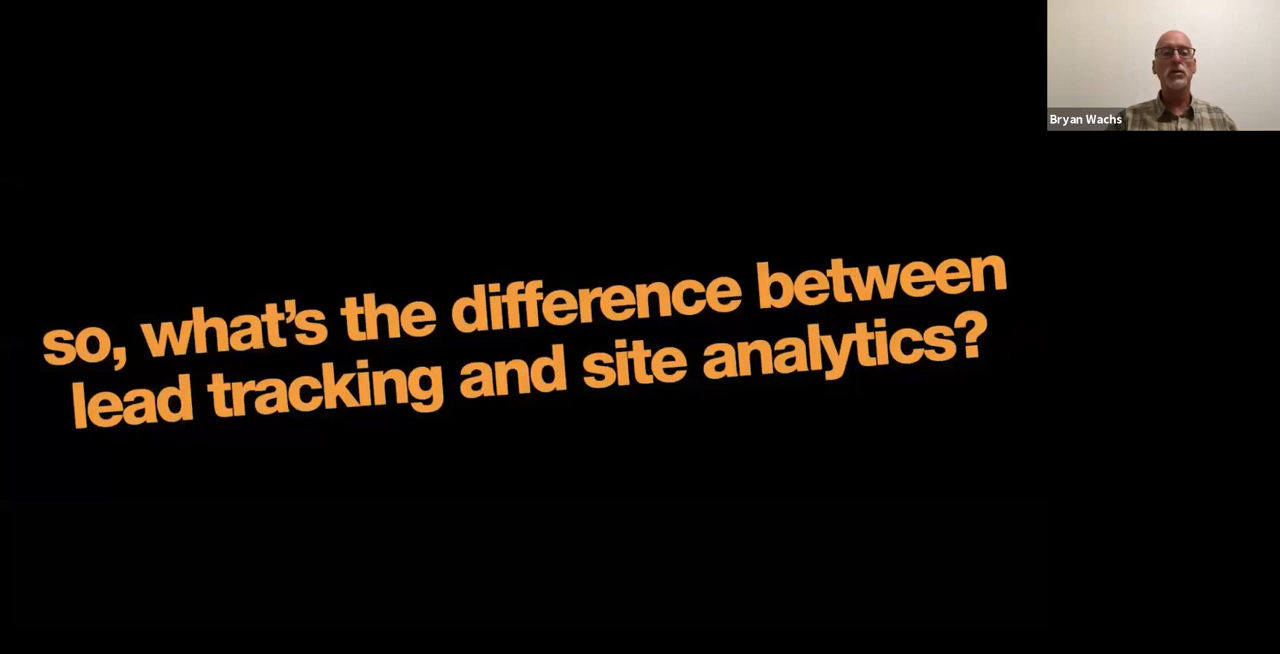 Bryan Wachs
so, what’s the difference between
lead tracking and site analytics?